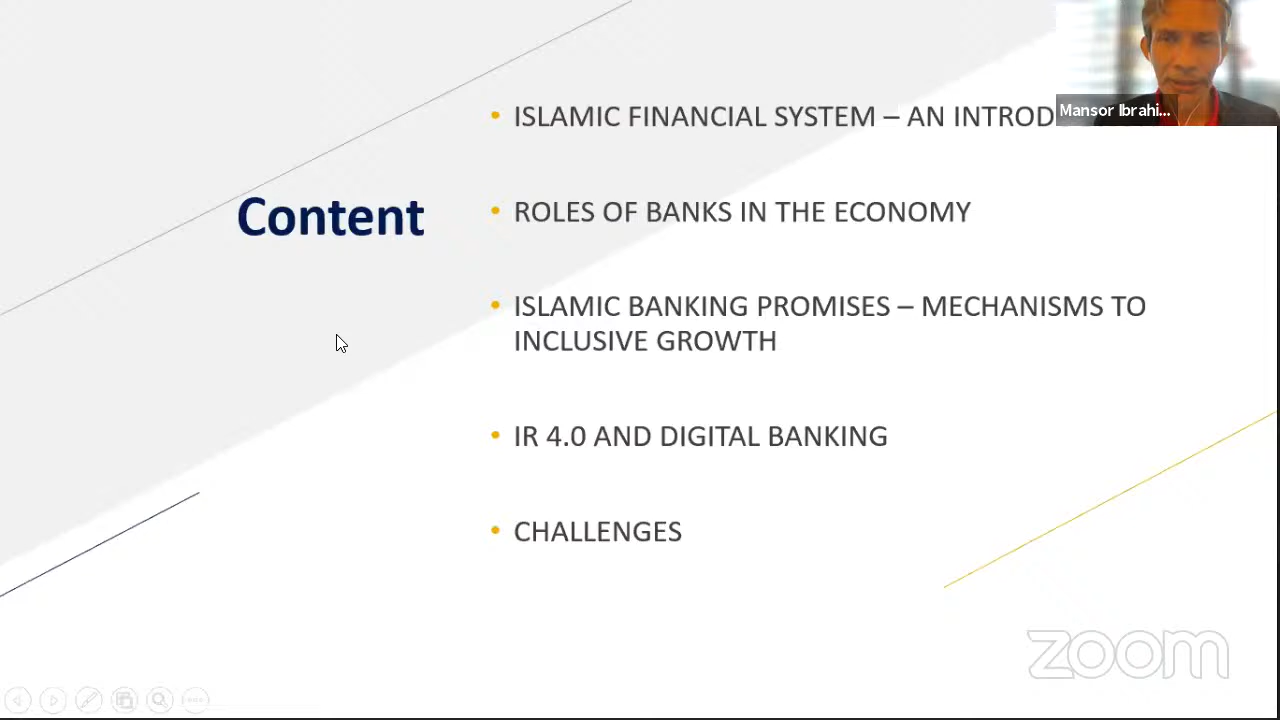 Content
• ISLAMIC FINANCIAL SYSTEM – AN INTROD
Mansor Ibrahi...
• ROLES OF BANKS IN THE ECONOMY
• ISLAMIC BANKING PROMISES – MECHANISMS TO
INCLUSIVE GROWTH
• IR 4.0 AND DIGITAL BANKING
• CHALLENGES
zoom